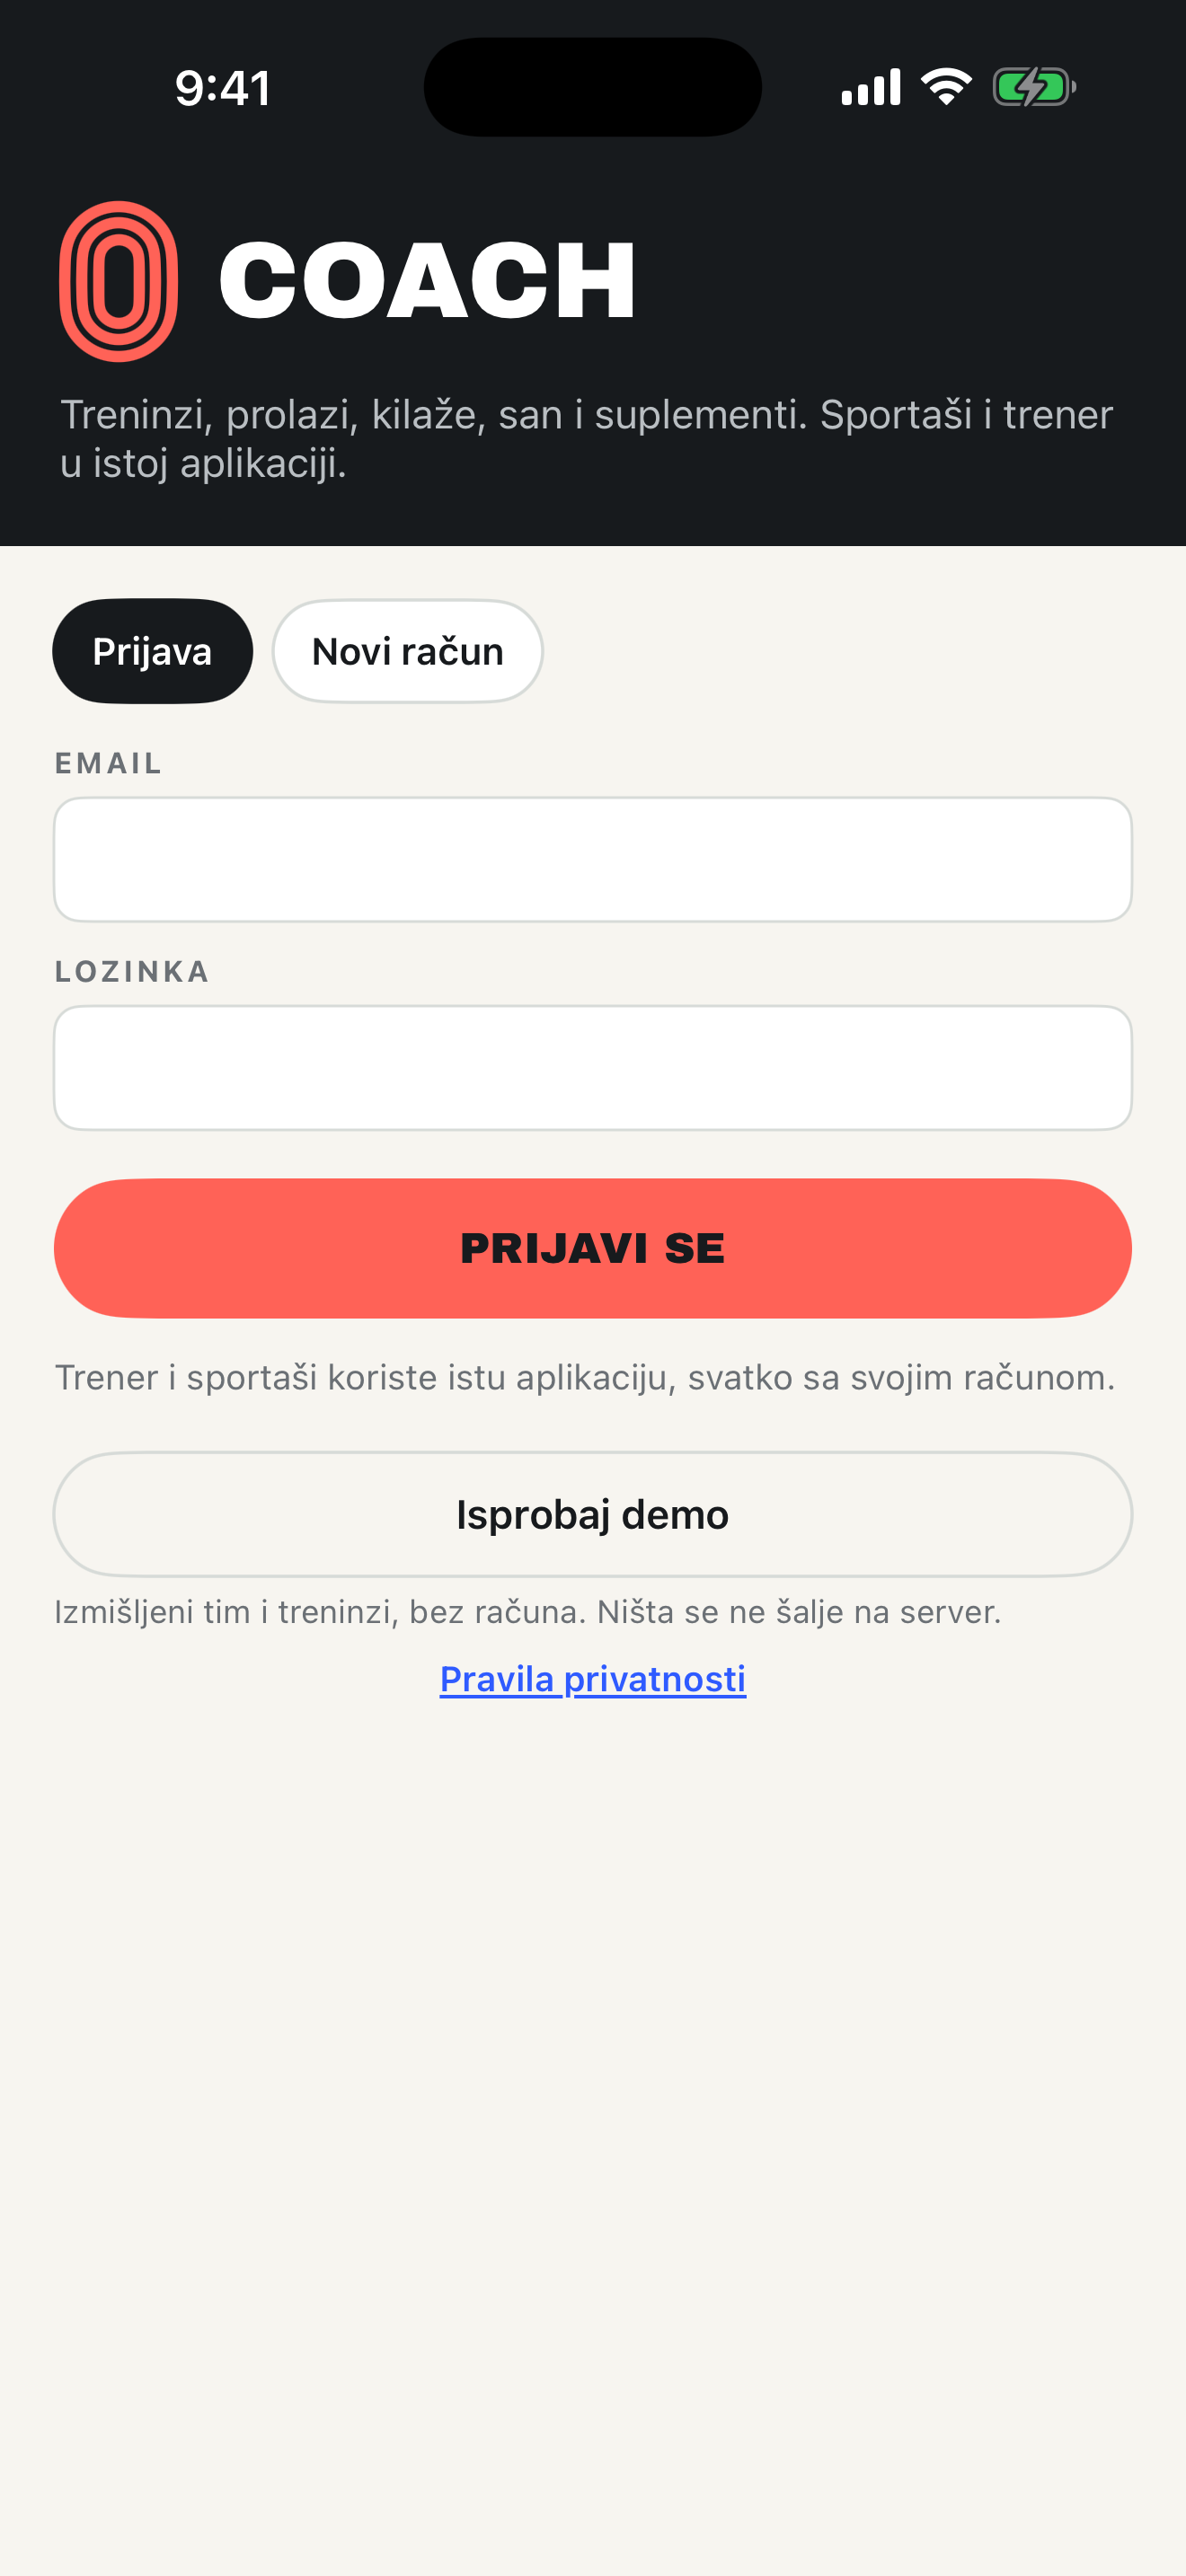 9:41
COACH
Treninzi, prolazi, kilaže, san i suplementi. Sportaši i trener
u istoj aplikaciji.
Prijava
Novi račun
EMAIL
LOZINKA
PRIJAVI SE
Trener i sportaši koriste istu aplikaciju, svatko sa svojim računom.
Isprobaj demo
Izmišljeni tim i treninzi, bez računa. Ništa se ne šalje na server.
Pravila privatnosti